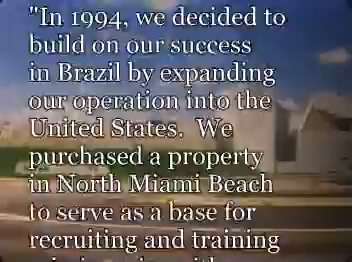 "In 1994, we decided to
build on our success
in Brazil by expanding
our operation into the
United States.  We
purchased a property
in North Miami Beach
to serve as a base for
recruiting and training